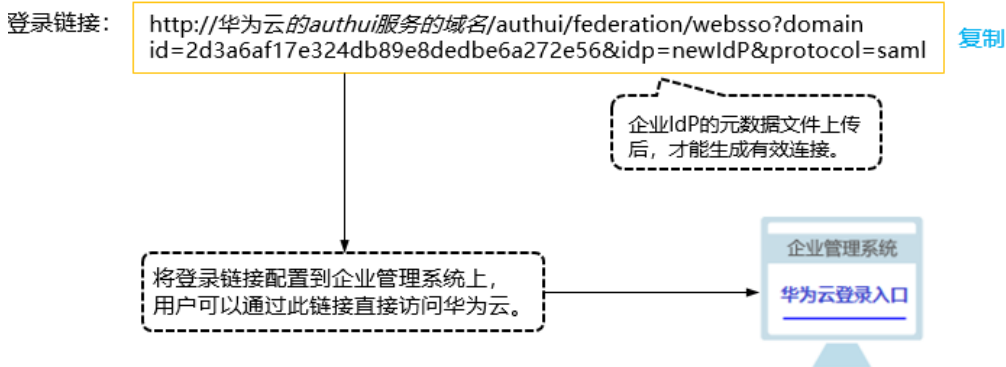 登录链接：
http://华为云的authui服务的域名/authui/federation/websso?domain
id=2d3a6af17e324db89e8dedbe6a272e56&idp=newIdP&protocol=saml
复制
企业IdP的元数据文件上传
后，才能生成有效连接。
将登录链接配置到企业管理系统上，
用户可以通过此链接直接访问华为云。
企业管理系统
华为云登录入口